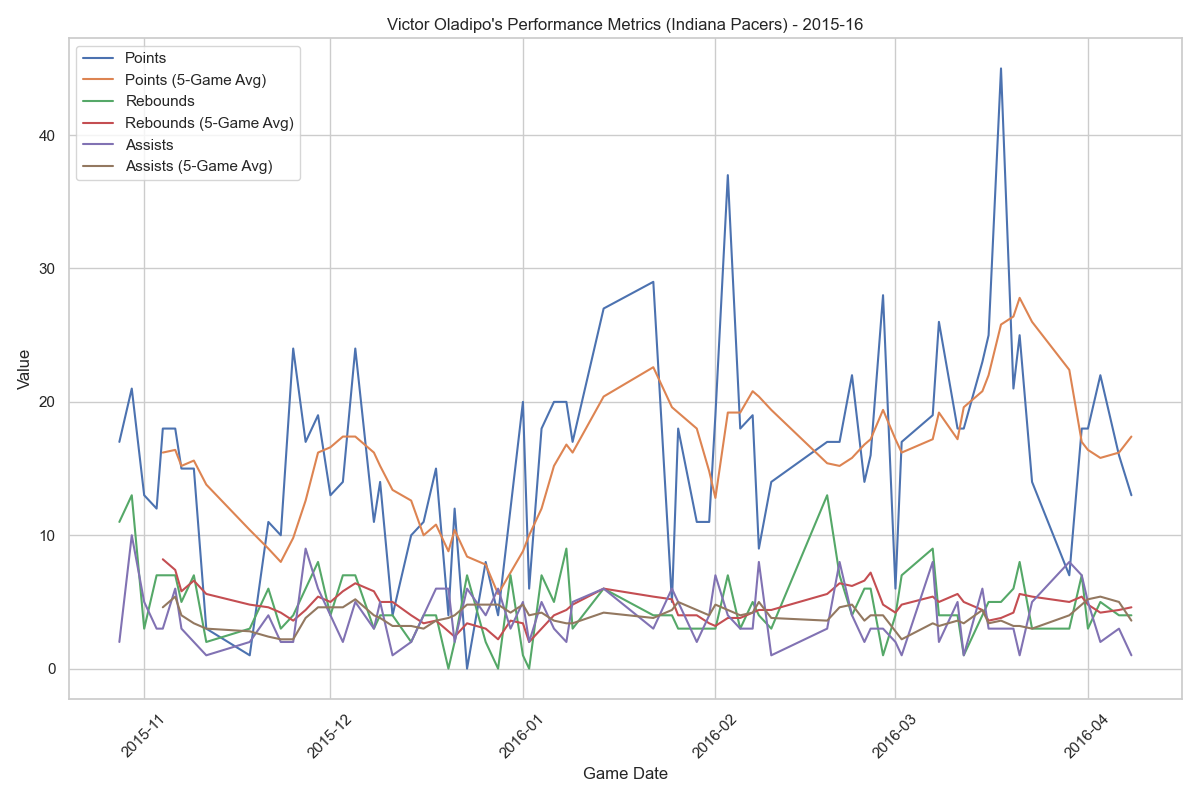 Victor Oladipo's Performance Metrics (Indiana Pacers) - 2015-16
Points
Points (5-Game Avg)
Rebounds
Rebounds (5-Game Avg)
Assists
Assists (5-Game Avg)
40
30
20
10
0
Value
2015-11
2015-12
2016-01
2016-02
2016-03
2016-04
Game Date